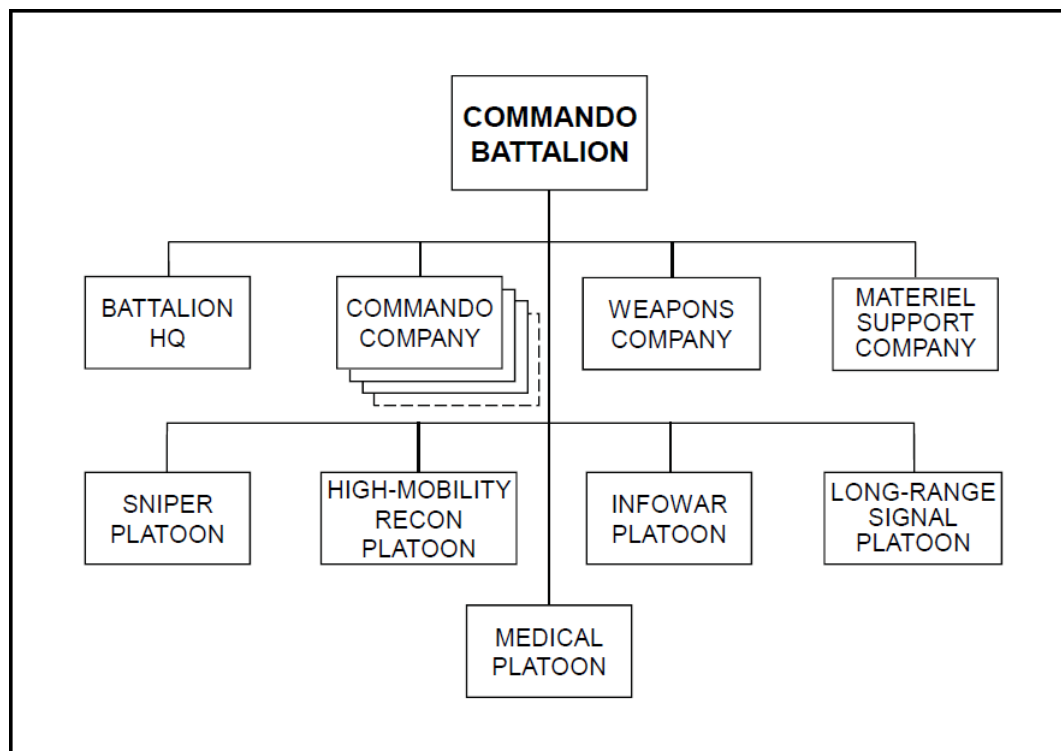 COMMANDO
BATTALION
BATTALION
HQ
COMMANDO
COMPANY
WEAPONS
COMPANY
MATERIEL
SUPPORT
COMPANY
SNIPER
PLATOON
HIGH-MOBILITY
RECON
PLATOON
INFOWAR
PLATOON
LONG-RANGE
SIGNAL
PLATOON
MEDICAL
PLATOON